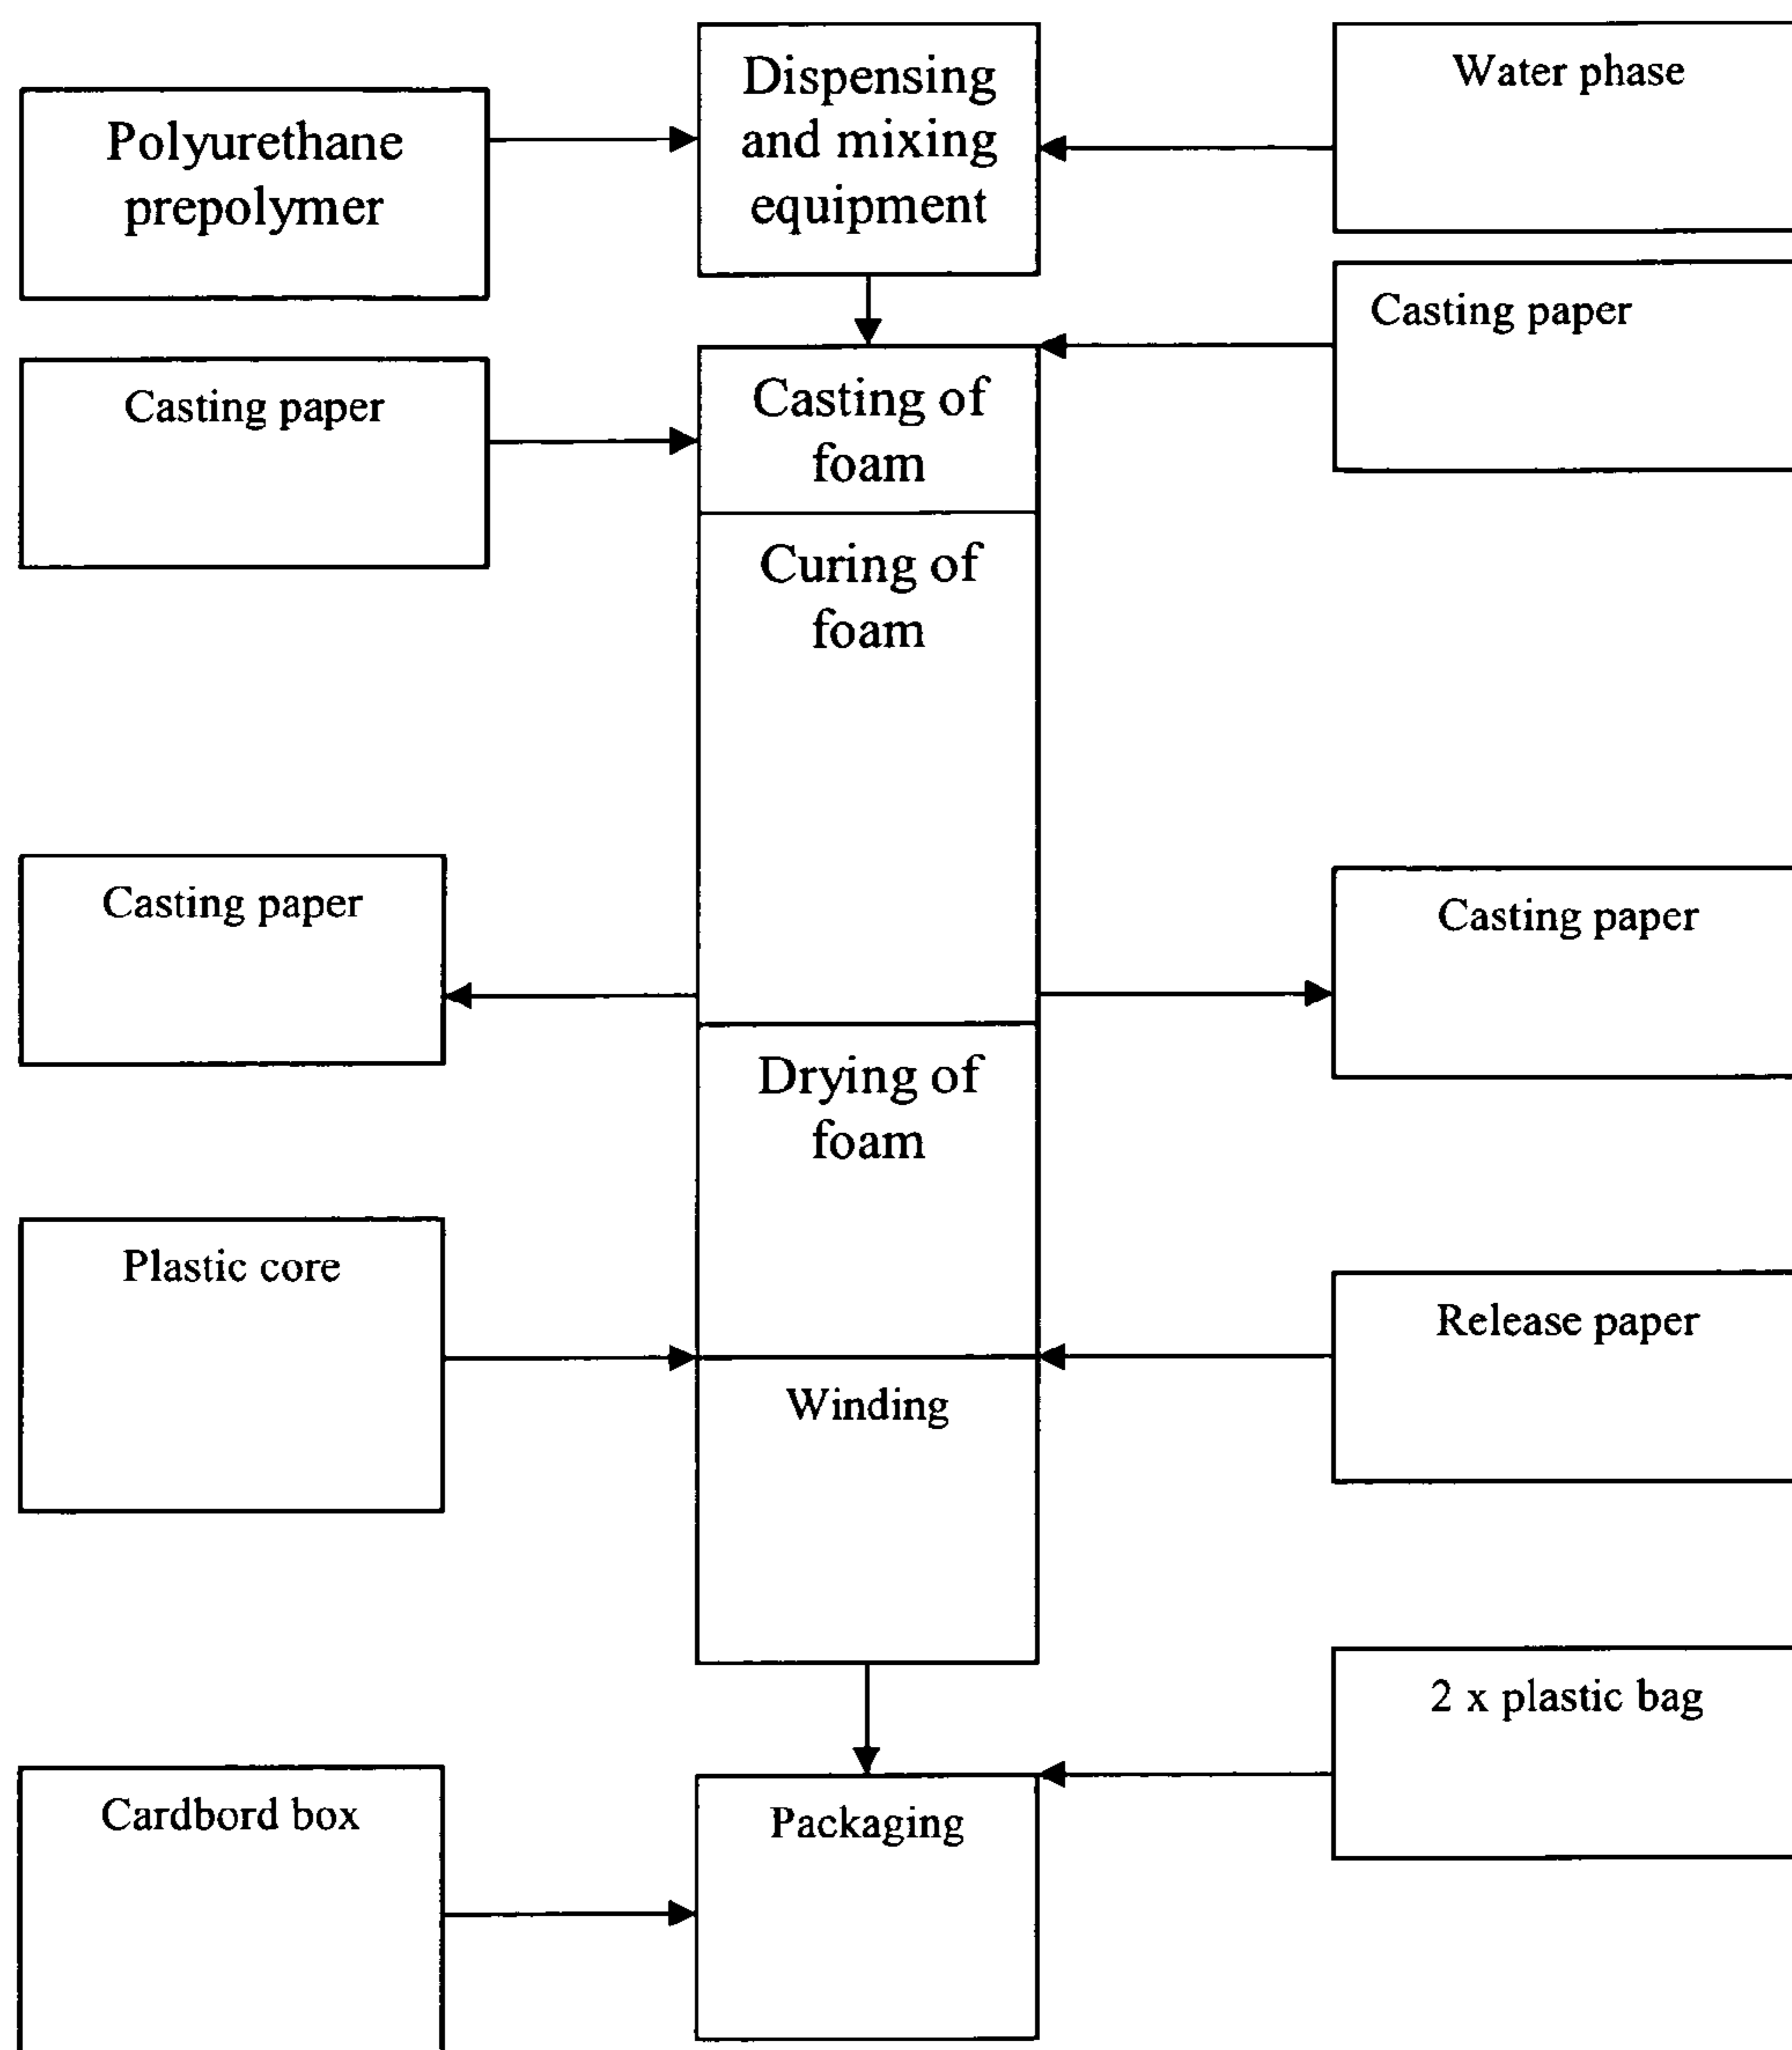 Dispensing
and mixing
equipment
Water phase
Polyurethane
prepolymer
Casting paper
Casting paper
Casting of
foam
Curing of
foam
Casting paper
Casting paper
Drying of
foam
Plastic core
Release paper
Winding
2 x plastic bag
Cardbord box
Packaging